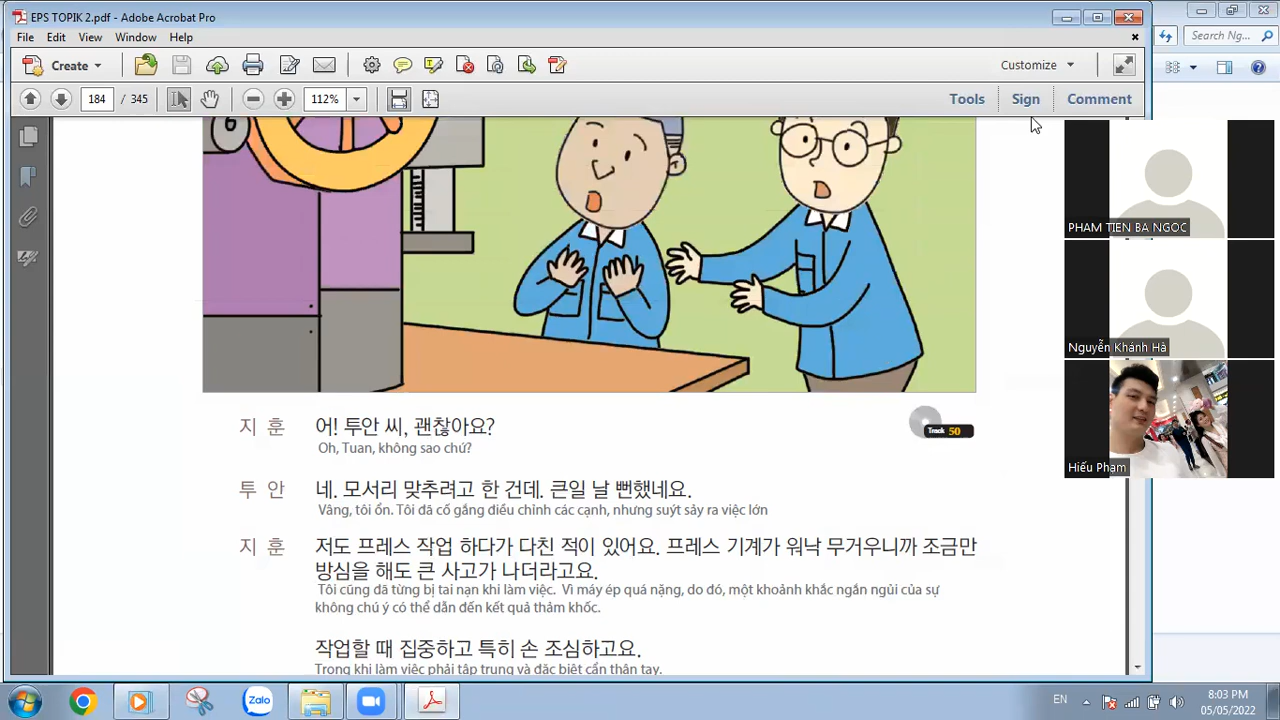 EPS TOPIK 2.pdf - Adobe Acrobat Pro
Search Ng...
File Edit View Window Help
Create
Customize
184 / 345
112%
Tools Sign Comment
PHAM TIEN BA NGOC
Nguyễn Khánh Hà
Hiếu Phạm
Track 50
지 훈 어! 투안 씨, 괜찮아요?
Oh, Tuan, không sao chứ?
투 안 네. 모서리 맞추려고 한 건데. 큰일 날 뻔했네요.
Vâng, tôi ổn. Tôi đã cố gắng điều chỉnh các cạnh, nhưng suýt sảy ra việc lớn
지 훈 저도 프레스 작업 하다가 다친 적이 있어요. 프레스 기계가 워낙 무거우니까 조금만
방심을 해도 큰 사고가 나더라고요.
Tôi cũng đã từng bị tai nạn khi làm việc. Vì máy ép quá nặng, do đó, một khoảnh khắc ngắn ngủi của sự
không chú ý có thể dẫn đến kết quả thảm khốc.
작업할 때 집중하고 특히 손 조심하고요.
Trong khi làm việc phải tập trung và đặc biệt cẩn thận tay.
Zalo
EN
8:03 PM
05/05/2022